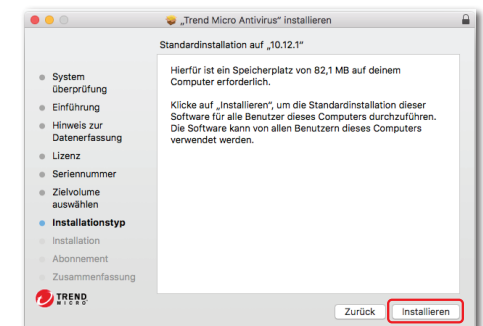 „Trend Micro Antivirus“ installieren
Standardinstallation auf „10.12.1“
System
überprüfung
Einführung
Hinweis zur
Datenerfassung
Lizenz
Seriennummer
Zielvolume
auswählen
Installationstyp
Installation
Abonnement
Zusammenfassung
Hierfür ist ein Speicherplatz von 82,1 MB auf deinem
Computer erforderlich.
Klicke auf „Installieren“, um die Standardinstallation dieser
Software für alle Benutzer dieses Computers durchzuführen.
Die Software kann von allen Benutzern dieses Computers
verwendet werden.
TREND
MICRO
Zurück
Installieren